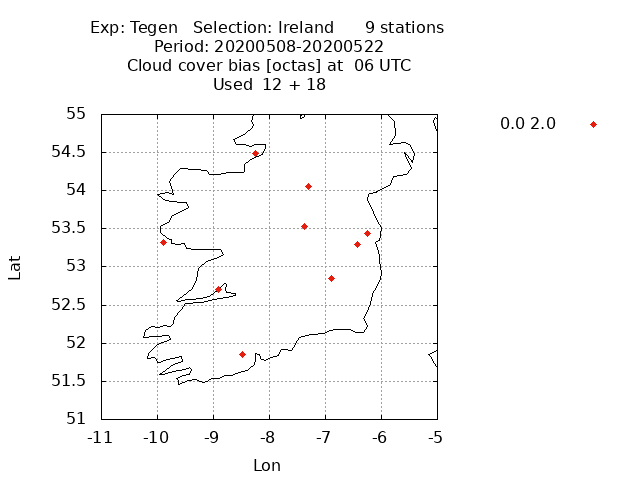 Exp: Tegen   Selection: Ireland      9 stations
Period: 20200508-20200522
Cloud cover bias [octas] at  06 UTC
Used  12 + 18
0.0 2.0
55
54.5
54
53.5
53
52.5
52
51.5
51
Lat
-11 -10 -9 -8 -7 -6 -5
Lon